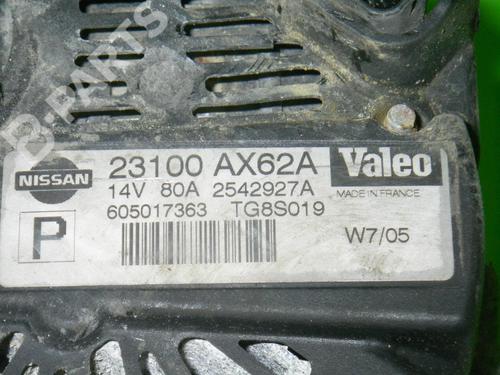 B-PARTS
NISSAN
23100 AX62A
Valeo
14V 80A 2542927A
MADE IN FRANCE
605017363 TG8S019
P
W7/05